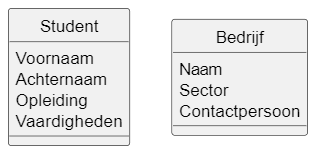 Student
Voornaam
Achternaam
Opleiding
Vaardigheden
Bedrijf
Naam
Sector
Contactpersoon